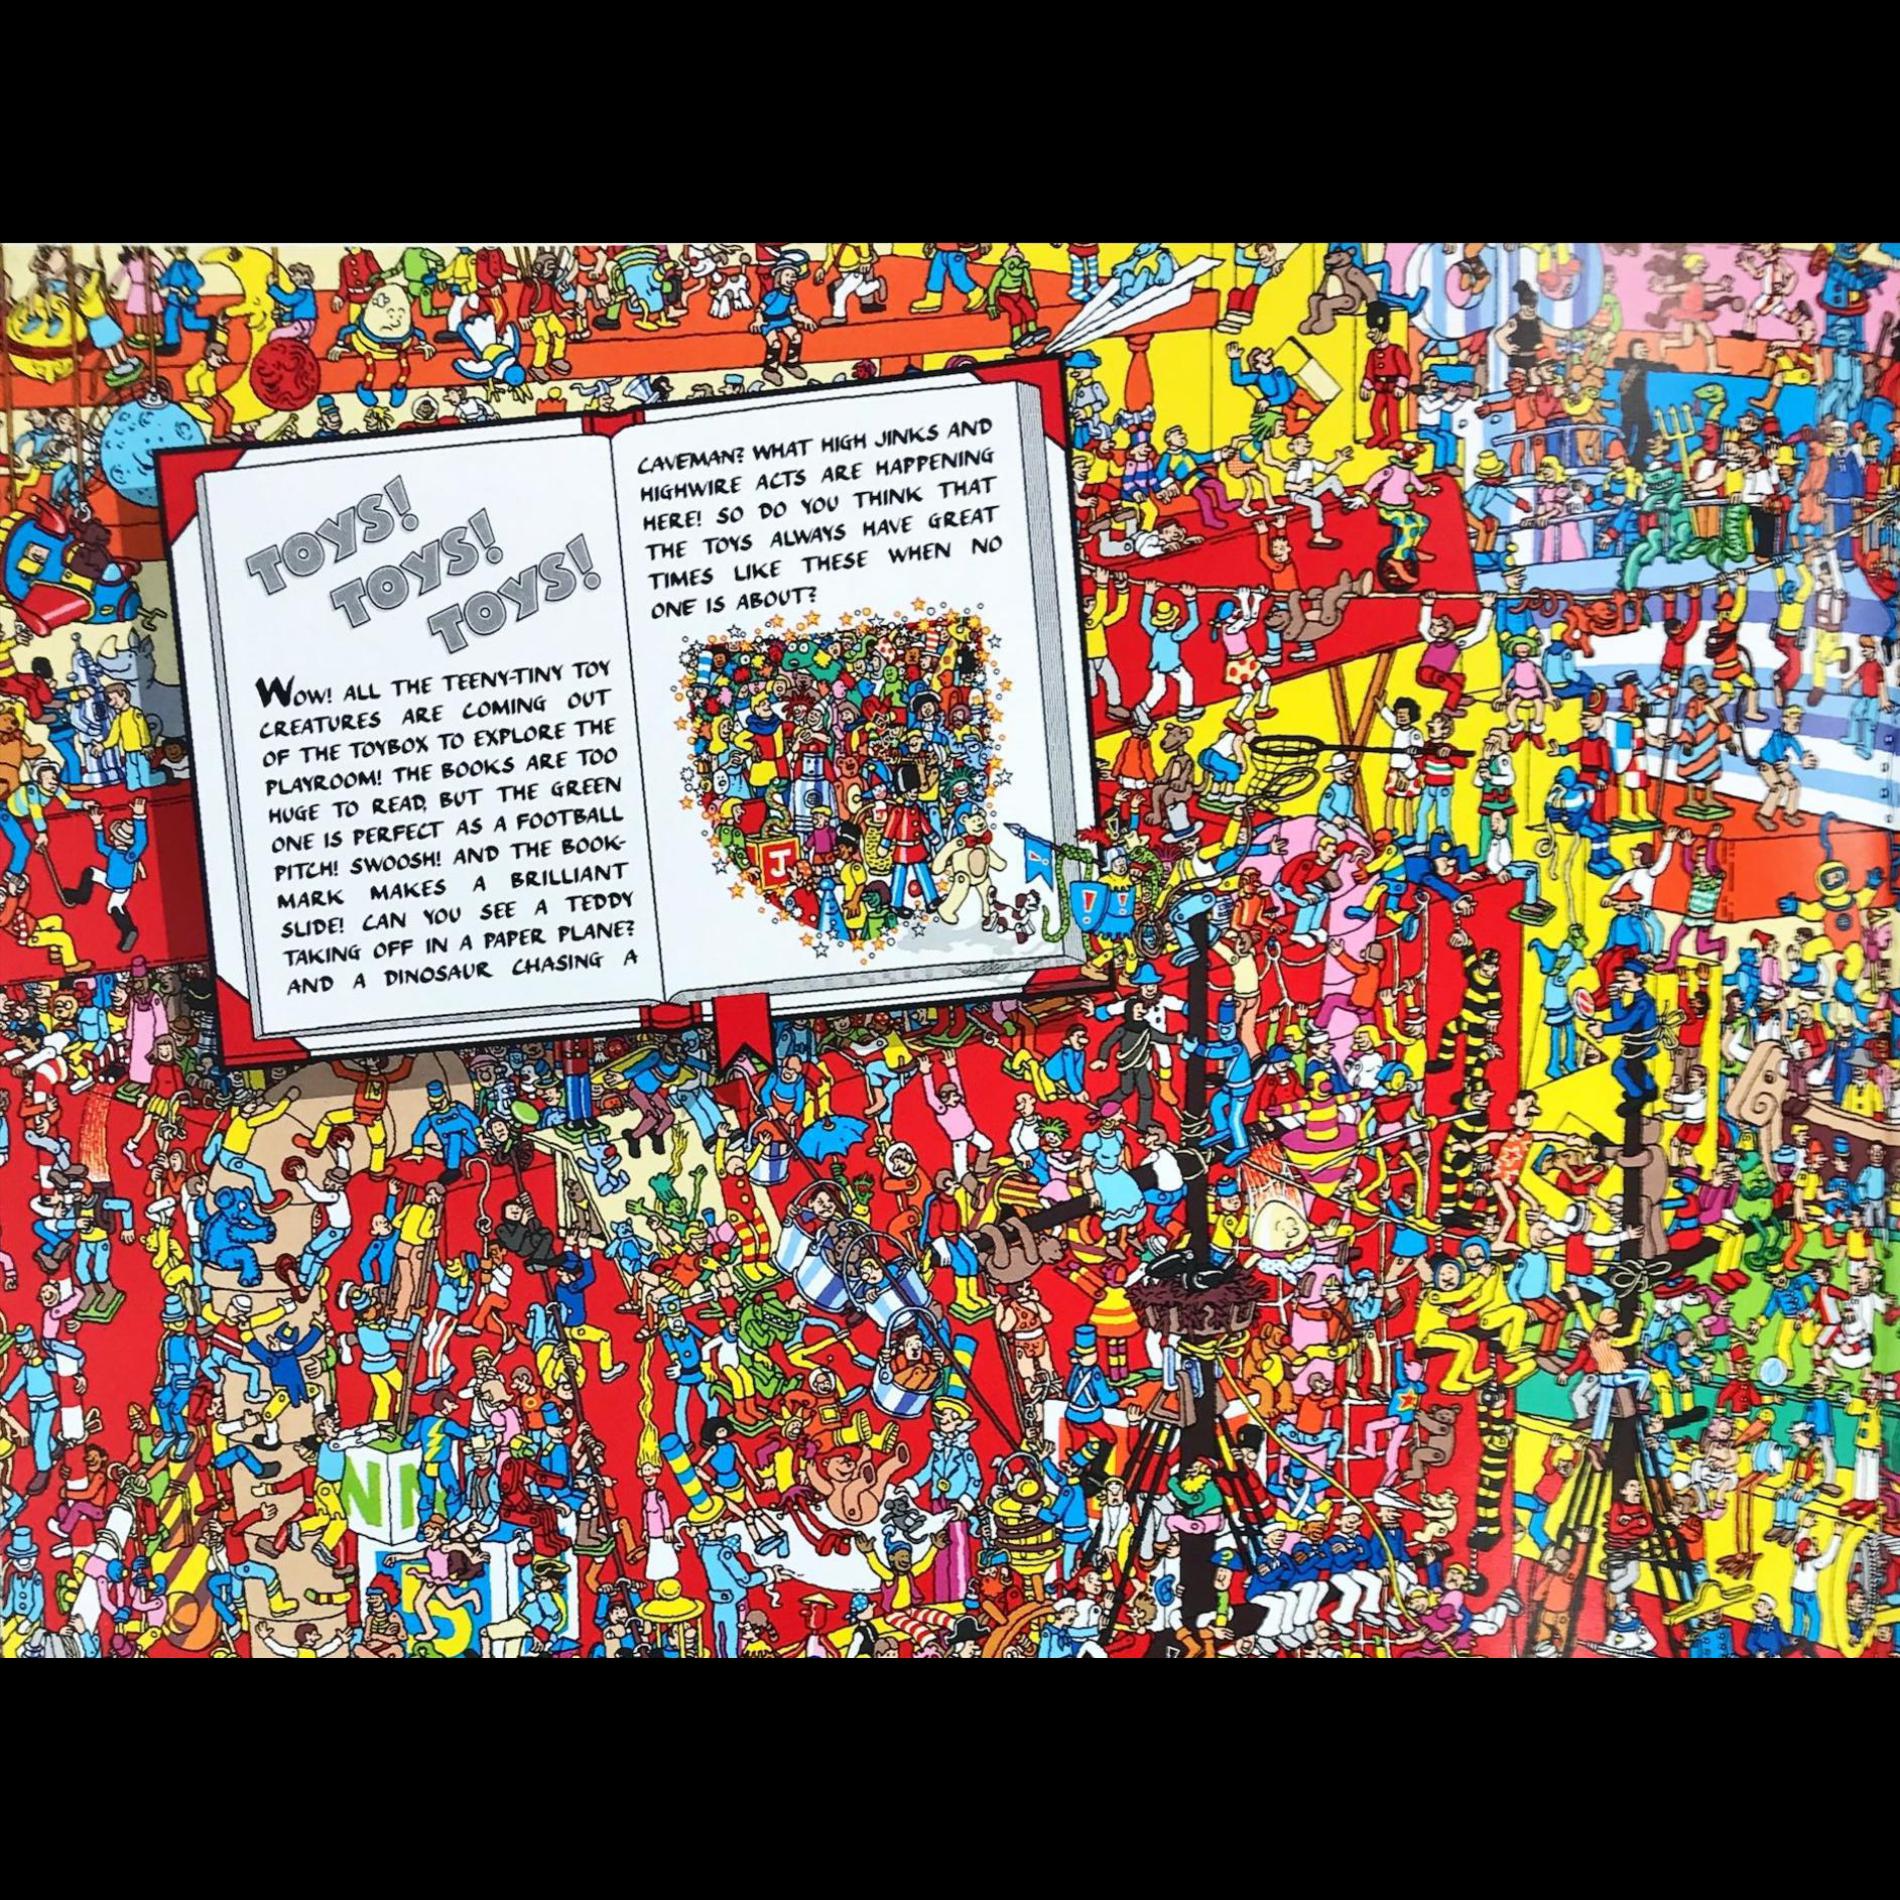 TOYS!
TOYS!
TOYS!
WOW! ALL THE TEENY-TINY TOY
CREATURES ARE COMING OUT
OF THE TOYBOX TO EXPLORE THE
PLAYROOM! THE BOOKS ARE TOO
HUGE TO READ, BUT THE GREEN
ONE IS PERFECT AS A FOOTBALL
PITCH! SWOOSH! AND THE BOOK-
MARK MAKES A BRILLIANT
SLIDE! CAN YOU SEE A TEDDY
TAKING OFF IN A PAPER PLANE?
AND A DINOSAUR CHASING A
CAVEMAN? WHAT HIGH JINKS AND
HIGHWIRE ACTS ARE HAPPENING
HERE! SO DO YOU THINK THAT
THE TOYS ALWAYS HAVE GREAT
TIMES LIKE THESE WHEN NO
ONE IS ABOUT?
J
!
! !
N N
5